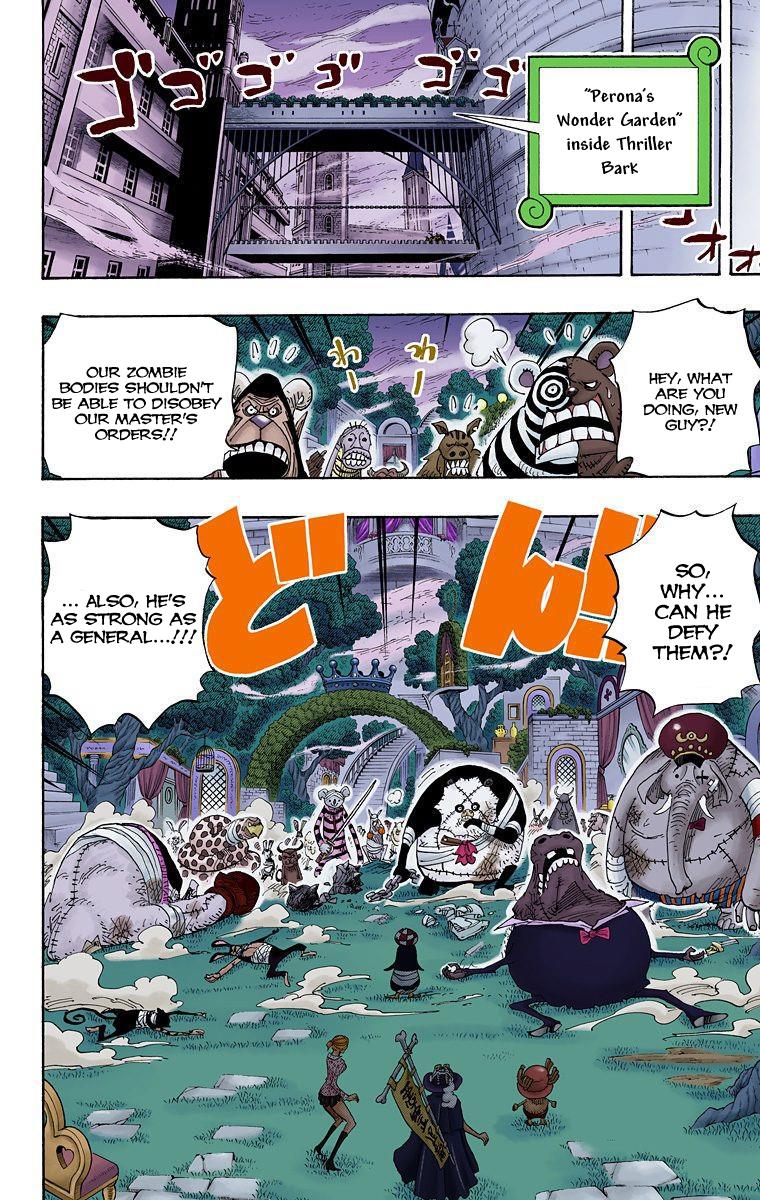 ゴゴゴゴ ゴゴ
"Perona's
Wonder Garden"
inside Thriller
Bark
オオ
HEY, WHAT
ARE YOU
DOING, NEW
GUY?!
わー
わー
OUR ZOMBIE
BODIES SHOULDN'T
BE ABLE TO DISOBEY
OUR MASTER'S
ORDERS!!
SO,
WHY...
CAN HE
DEFY
THEM?!
どん!!
... ALSO, HE'S
AS STRONG AS
A GENERAL...!!!